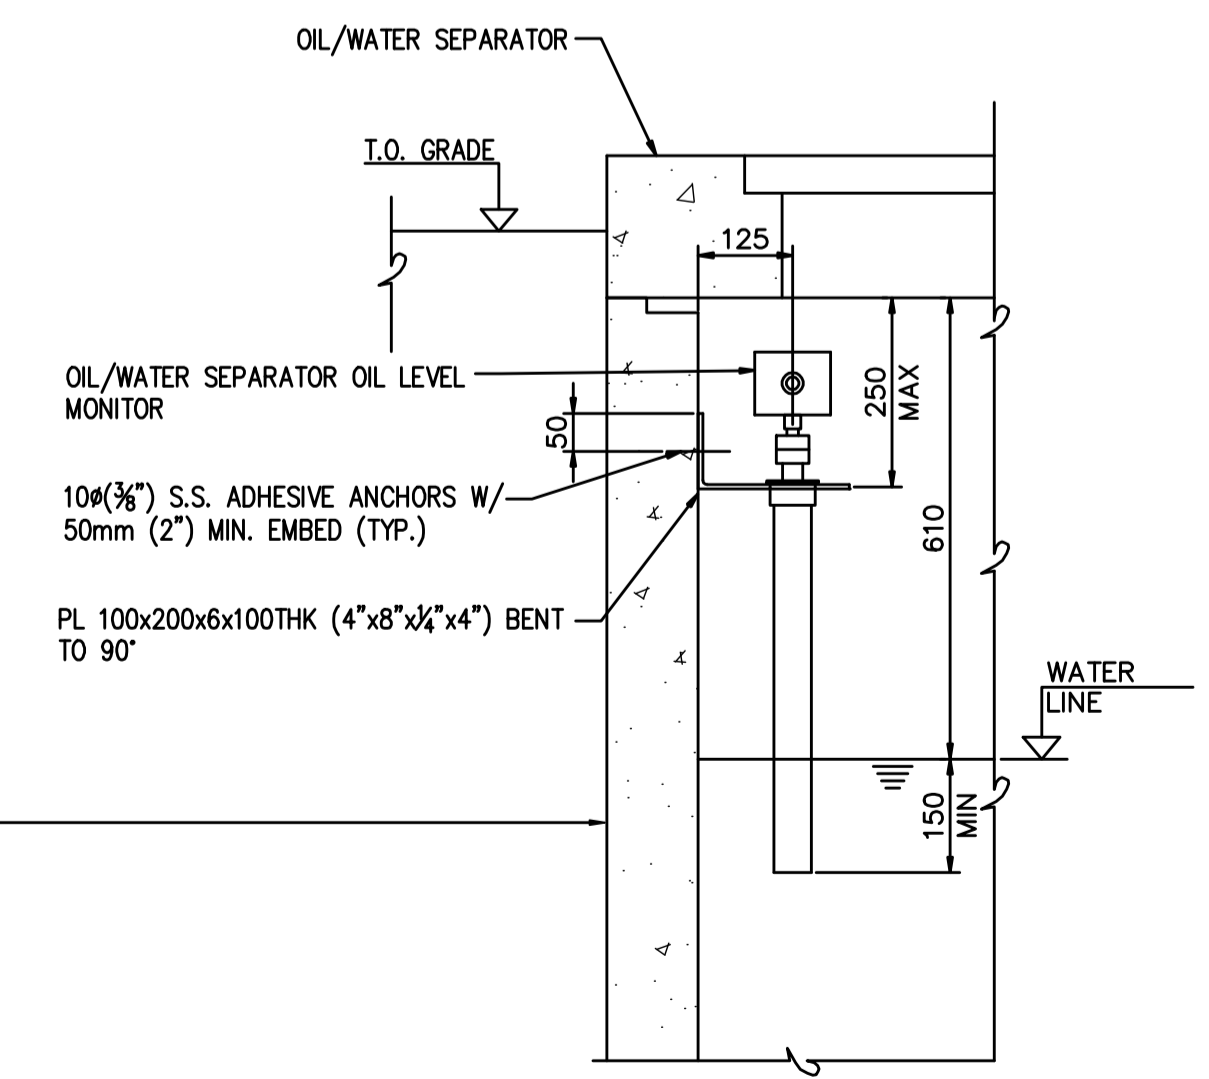 OIL/WATER SEPARATOR
T.O. GRADE
125
OIL/WATER SEPARATOR OIL LEVEL
MONITOR
250
MAX
50
10ø(⅜") S.S. ADHESIVE ANCHORS W/
50mm (2") MIN. EMBED (TYP.)
610
PL 100x200x6x100THK (4"x8"x¼"x4") BENT
TO 90°
WATER
LINE
150
MIN